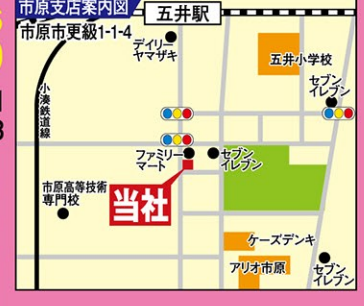 市原支店案内図
五井駅
市原市更級1-1-4
デイリー
ヤマザキ
五井小学校
セブン
イレブン
小湊鉄道線
ファミリー
マート
セブン
イレブン
市原高等技術
専門校
当社
ケーズデンキ
アリオ市原
セブン
イレブン